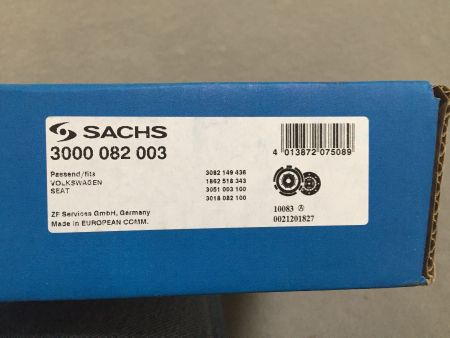 SACHS
3000 082 003
Passend/fits
VOLKSWAGEN
SEAT
3082 149 436
1862 518 343
3051 003 100
3018 082 100
ZF Services GmbH, Germany
Made in EUROPEAN COMM.
4 013872 075089
10083 A
0021201827